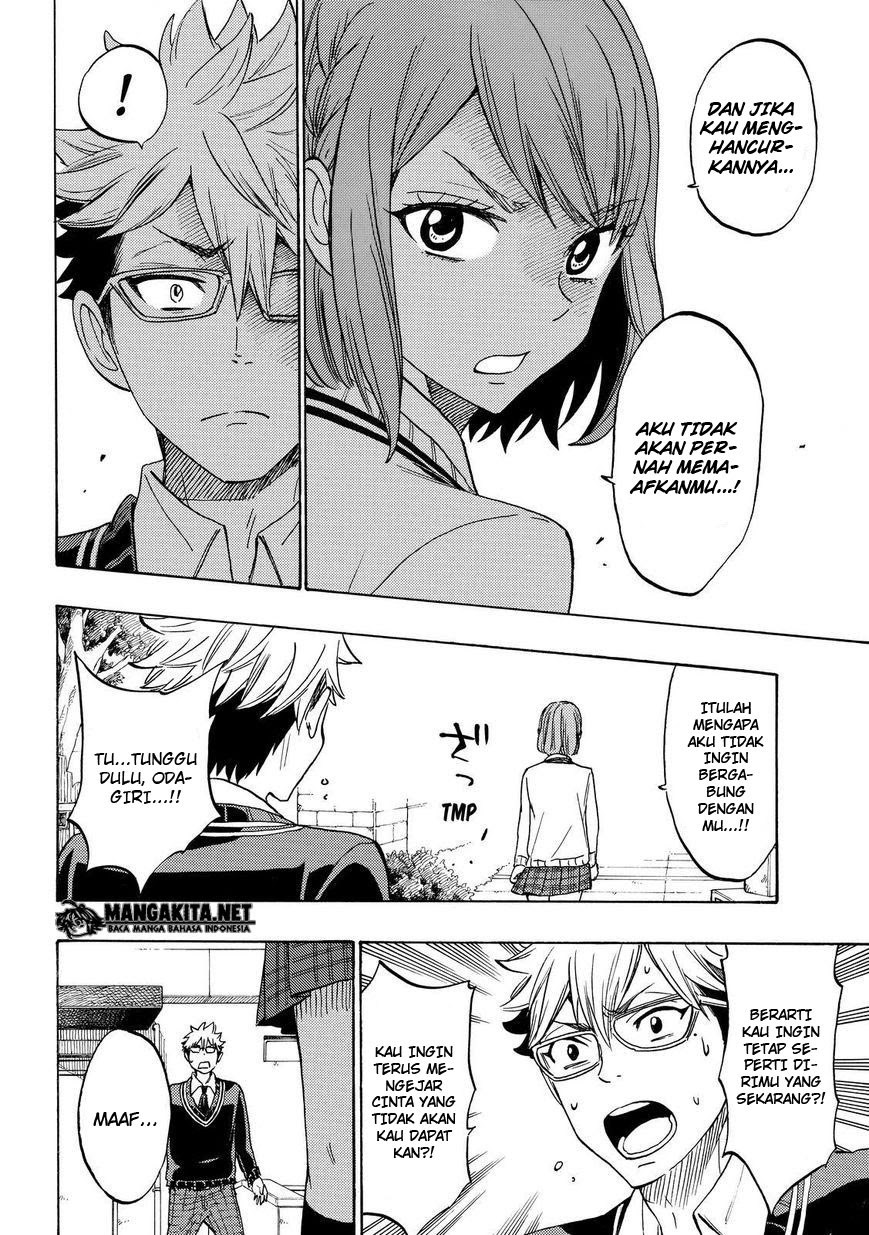 DAN JIKA
KAU MENG-
HANCUR-
KANNYA...
!
AKU TIDAK
AKAN PER-
NAH MEMA-
AFKANMU...!
ITULAH
MENGAPA
AKU TIDAK
INGIN
BERGA-
BUNG
DENGAN
MU...!!
TMP
TU...TUNGGU
DULU, ODA-
GIRI...!!
MANGAKITA.NET
BACA MANGA BAHASA INDONESIA
BERARTI
KAU INGIN
TETAP SE-
PERTI DI-
RIMU YANG
SEKARANG?!
KAU INGIN
TERUS ME-
NGEJAR
CINTA YANG
TIDAK AKAN
KAU DAPAT
KAN?!
MAAF...